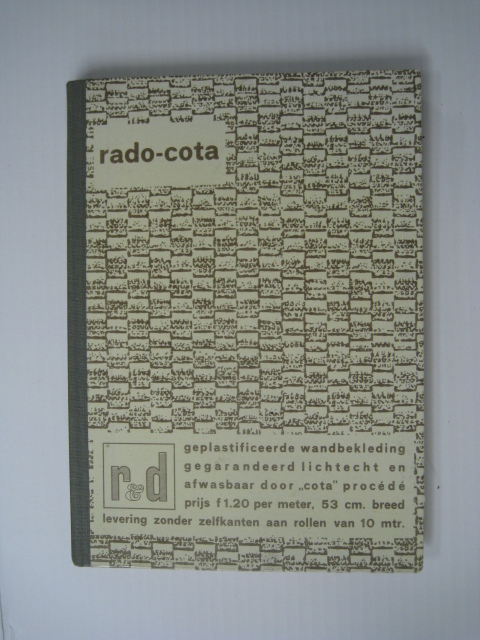 rado-cota
r&d
geplastificeerde wandbekleding
gegarandeerd lichtecht en
afwasbaar door „cota" procédé
prijs f 1.20 per meter, 53 cm. breed
levering zonder zelfkanten aan rollen van 10 mtr.